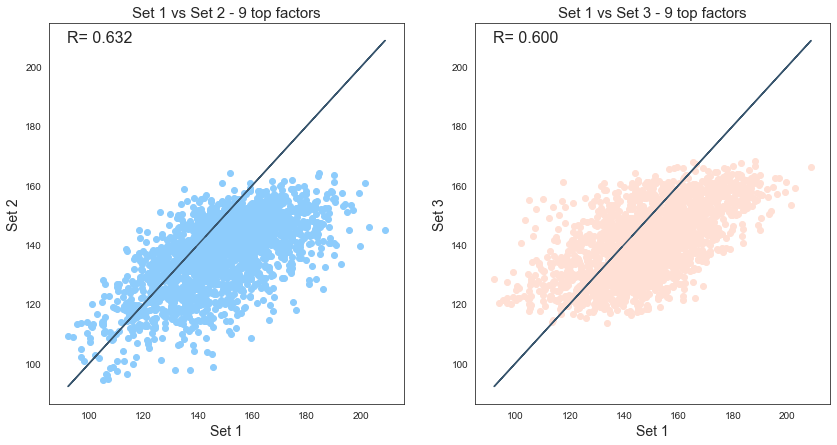 Set 1 vs Set 2 - 9 top factors
R= 0.632
200
180
160
140
120
100
Set 2
100 120 140 160 180 200
Set 1
Set 1 vs Set 3 - 9 top factors
R= 0.600
200
180
160
140
120
100
Set 3
100 120 140 160 180 200
Set 1